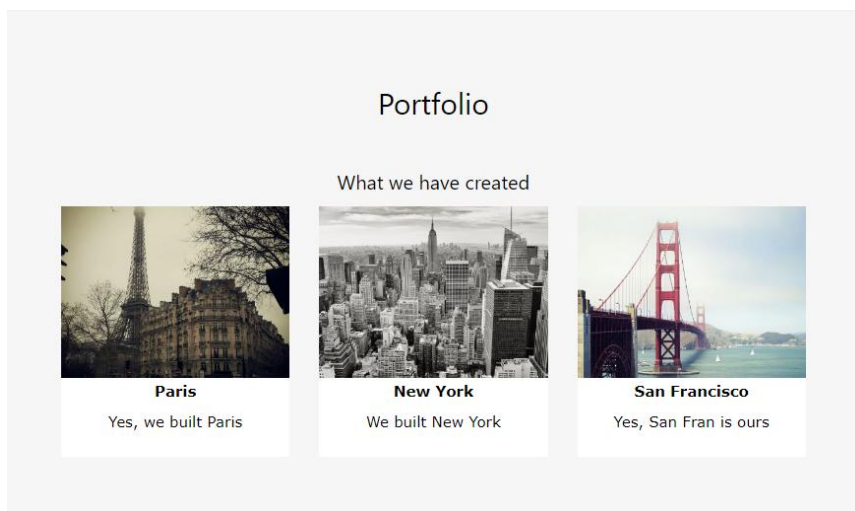 Portfolio
What we have created
Paris
Yes, we built Paris
New York
We built New York
San Francisco
Yes, San Fran is ours